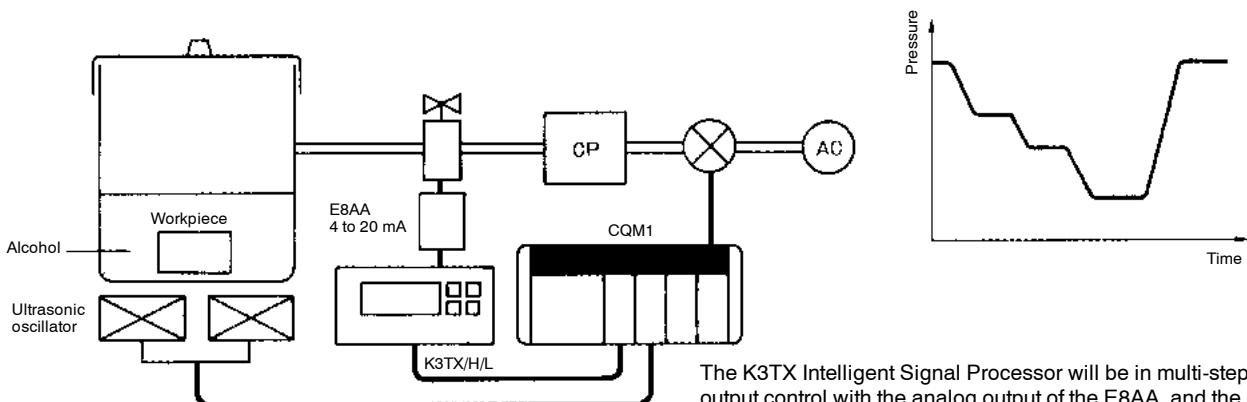 Pressure
CP
AC
E8AA
4 to 20 mA
Workpiece
CQM1
Alcohol
Time
Ultrasonic
oscillator
K3TX/H/L
The K3TX Intelligent Signal Processor will be in multi-step
output control with the analog output of the E8AA, and the